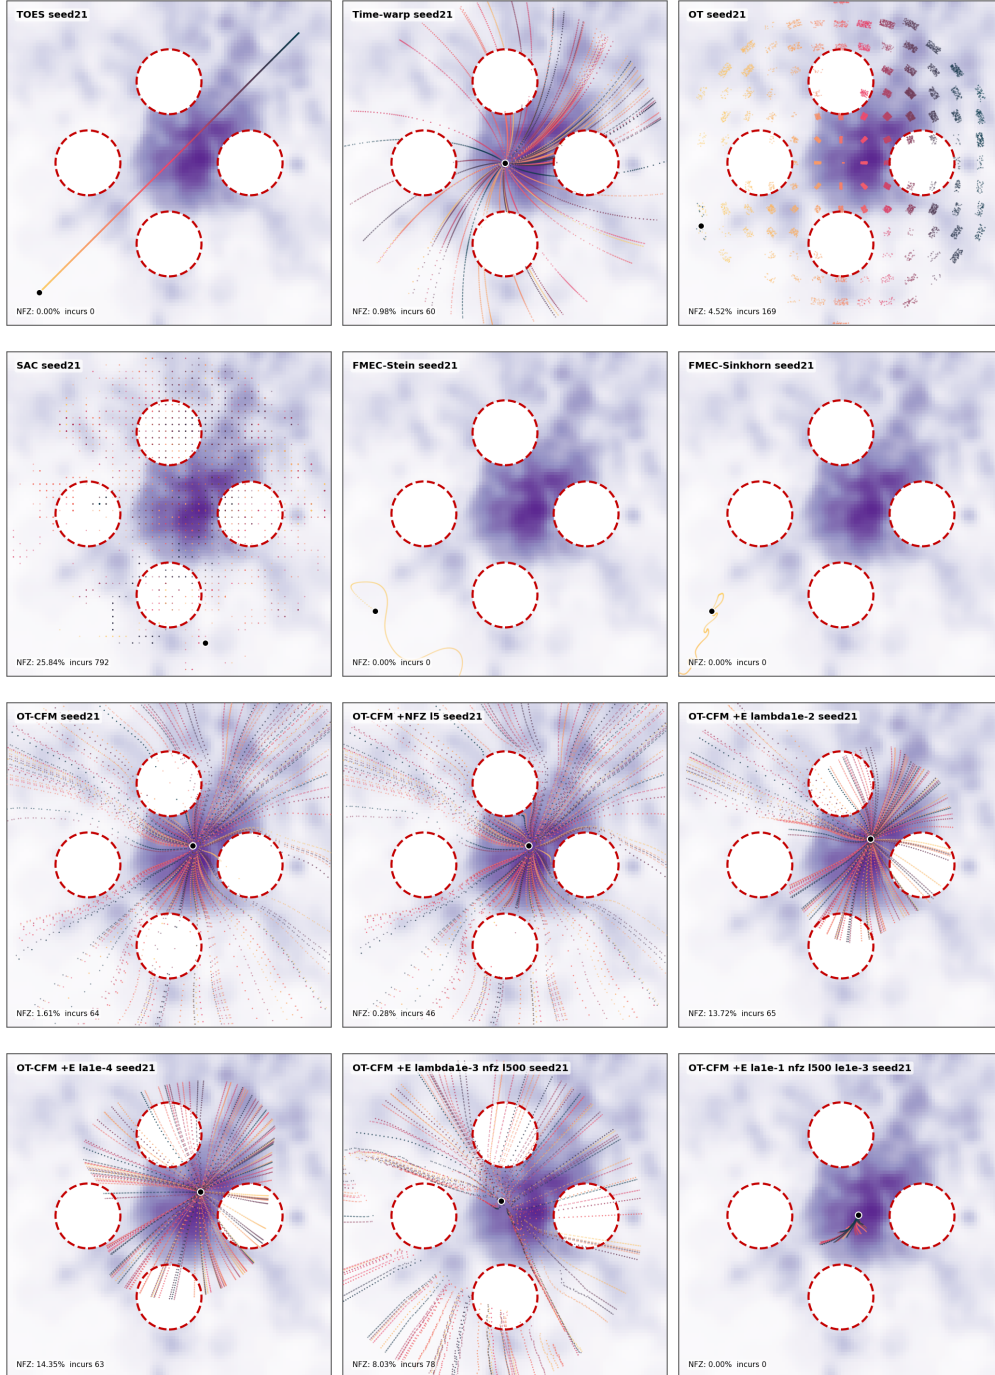 TOES seed21
NFZ: 0.00%  incurs 0
Time-warp seed21
NFZ: 0.98%  incurs 60
OT seed21
NFZ: 4.52%  incurs 169
SAC seed21
NFZ: 25.84%  incurs 792
FMEC-Stein seed21
NFZ: 0.00%  incurs 0
FMEC-Sinkhorn seed21
NFZ: 0.00%  incurs 0
OT-CFM seed21
NFZ: 1.61%  incurs 64
OT-CFM +NFZ l5 seed21
NFZ: 0.28%  incurs 46
OT-CFM +E lambda1e-2 seed21
NFZ: 13.72%  incurs 65
OT-CFM +E la1e-4 seed21
NFZ: 14.35%  incurs 63
OT-CFM +E lambda1e-3 nfz l500 seed21
NFZ: 8.03%  incurs 78
OT-CFM +E la1e-1 nfz l500 le1e-3 seed21
NFZ: 0.00%  incurs 0